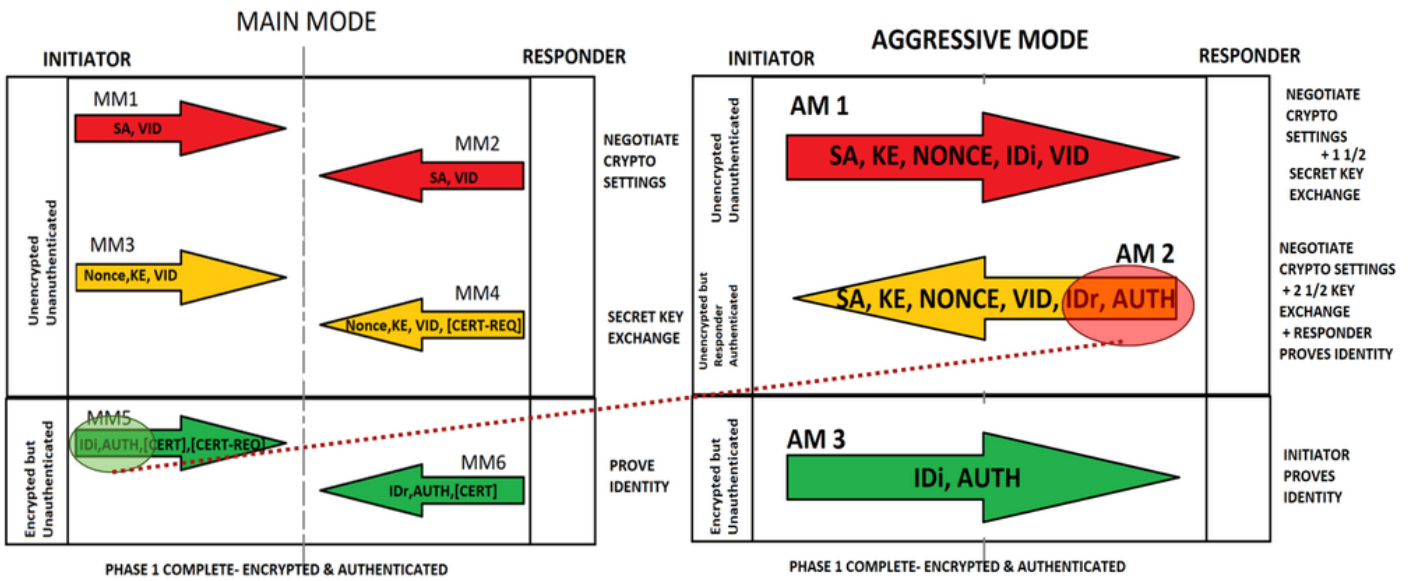 MAIN MODE
INITIATOR
RESPONDER
MM1
SA, VID
MM2
SA, VID
NEGOTIATE
CRYPTO
SETTINGS
Unencrypted
Unanuthenticated
MM3
Nonce,KE, VID
MM4
Nonce,KE, VID, [CERT-REQ]
SECRET KEY
EXCHANGE
MM5
IDi,AUTH,[CERT],[CERT-REQ]
MM6
IDr,AUTH,[CERT]
PROVE
IDENTITY
Encrypted but
Unauthenticated
PHASE 1 COMPLETE- ENCRYPTED & AUTHENTICATED
AGGRESSIVE MODE
INITIATOR
RESPONDER
AM 1
SA, KE, NONCE, IDi, VID
Unencrypted
Unanuthenticated
NEGOTIATE
CRYPTO
SETTINGS
+ 1 1/2
SECRET KEY
EXCHANGE
AM 2
SA, KE, NONCE, VID, IDr, AUTH
Unencrypted but
Responder
Authenticated
NEGOTIATE
CRYPTO SETTINGS
+ 2 1/2 KEY
EXCHANGE
+ RESPONDER
PROVES IDENTITY
AM 3
IDi, AUTH
Encrypted but
Unauthenticated
INITIATOR
PROVES
IDENTITY
PHASE 1 COMPLETE- ENCRYPTED & AUTHENTICATED